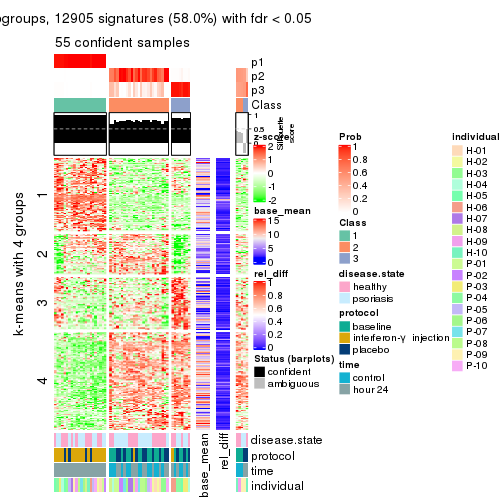 ogroups, 12905 signatures (58.0%) with fdr < 0.05
55 confident samples
p1
p2
p3
Class
1
0.5
0
Silhouette
score
k-means with 4 groups
1
2
3
4
z-score
2
1
0
-1
-2
base_mean
15
10
5
0
rel_diff
1
0.8
0.6
0.4
0.2
0
Status (barplots)
confident
ambiguous
Prob
1
0.8
0.6
0.4
0.2
0
Class
1
2
3
disease.state
healthy
psoriasis
protocol
baseline
interferon-γ injection
placebo
time
control
hour 24
individual
H-01
H-02
H-03
H-04
H-05
H-06
H-07
H-08
H-09
H-10
P-01
P-02
P-03
P-04
P-05
P-06
P-07
P-08
P-09
P-10
disease.state
protocol
time
individual
base_mean
rel_diff